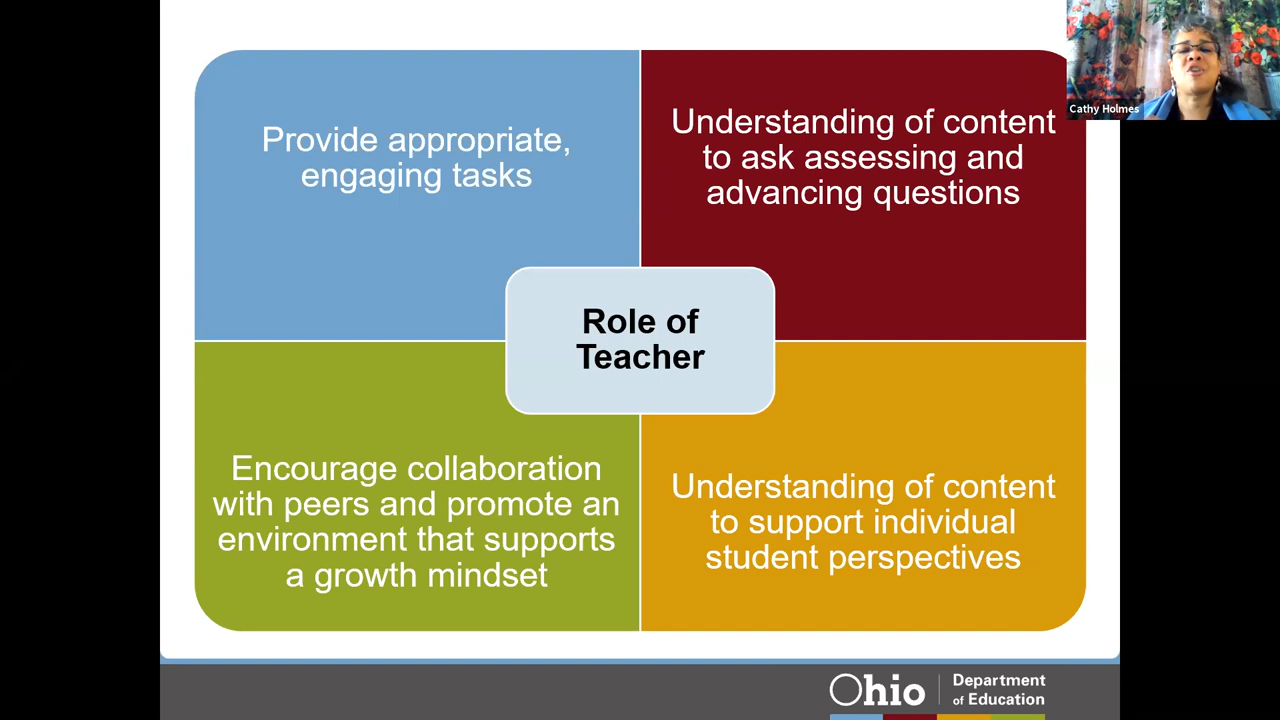 Provide appropriate,
engaging tasks
Understanding of content
to ask assessing and
advancing questions
Cathy Holmes
Role of
Teacher
Encourage collaboration
with peers and promote an
environment that supports
a growth mindset
Understanding of content
to support individual
student perspectives
Ohio
Department
of Education